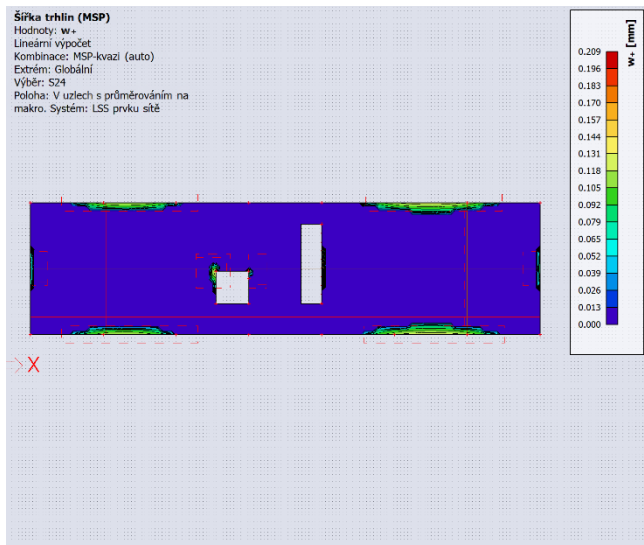 Šířka trhlin (MSP)
Hodnoty: w+
Lineární výpočet
Kombinace: MSP-kvazi (auto)
Extrém: Globální
Výběr: S24
Poloha: V uzlech s průměrováním na
makro. Systém: LSS prvku sítě
w+ [mm]
0.209
0.196
0.183
0.170
0.157
0.144
0.131
0.118
0.105
0.092
0.079
0.065
0.052
0.039
0.026
0.013
0.000
X